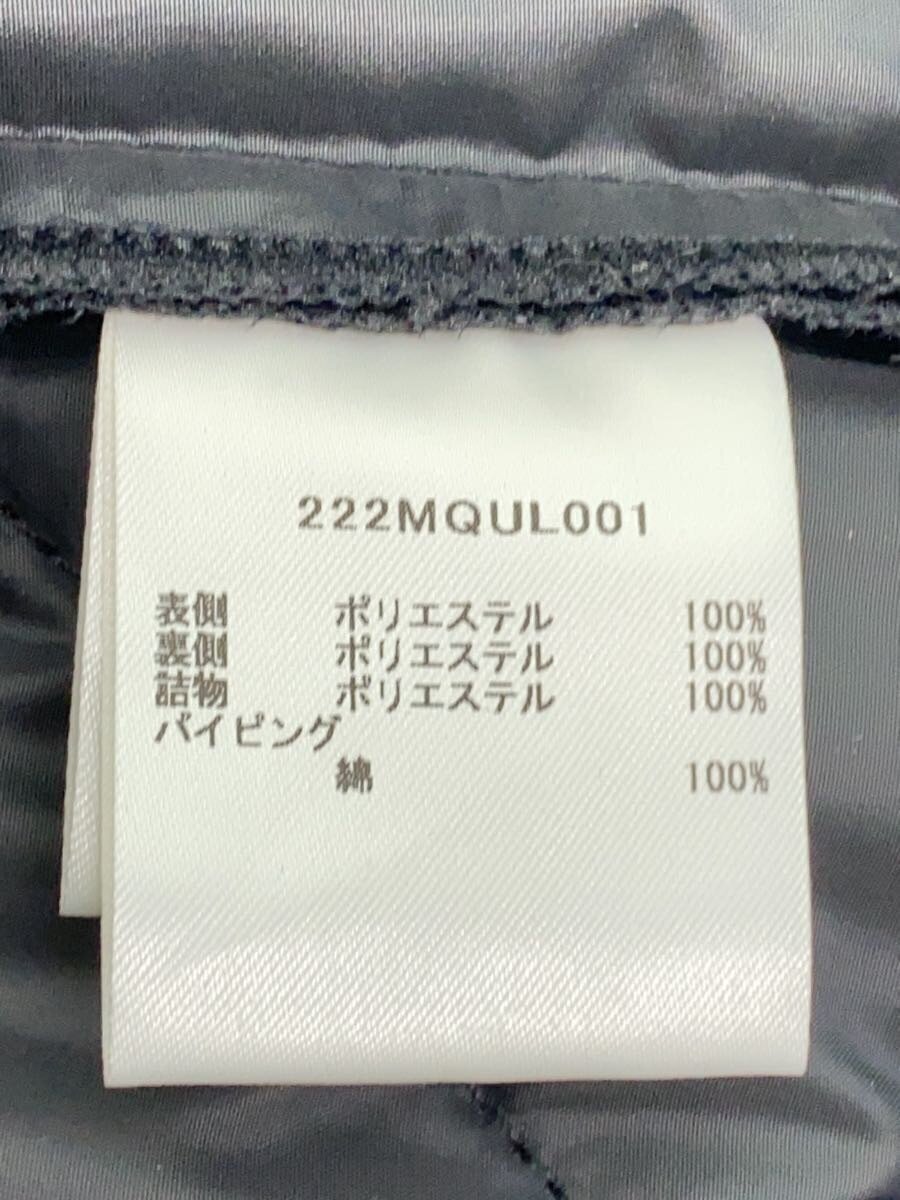 222MQUL001
表側 ポリエステル 100%
裏側 ポリエステル 100%
詰物 ポリエステル 100%
パイピング
綿 100%